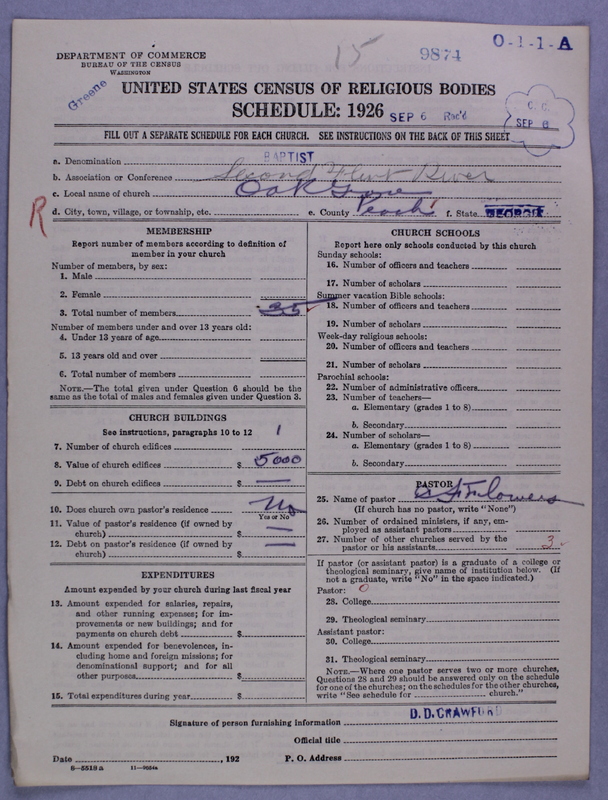 15
9874
O-1-1-A
DEPARTMENT OF COMMERCE
BUREAU OF THE CENSUS
WASHINGTON
Greene
UNITED STATES CENSUS OF RELIGIOUS BODIES
SCHEDULE: 1926
SEP 6 Rec'd
C. C.
SEP 6
FILL OUT A SEPARATE SCHEDULE FOR EACH CHURCH. SEE INSTRUCTIONS ON THE BACK OF THIS SHEET
a. Denomination BAPTIST
b. Association or Conference Second Flint River
c. Local name of church Oak Grove
R
d. City, town, village, or township, etc. e. County Peach f. State GEORGIA
MEMBERSHIP
Report number of members according to definition of
member in your church
Number of members, by sex:
1. Male
2. Female
3. Total number of members 35
Number of members under and over 13 years old:
4. Under 13 years of age
5. 13 years old and over
6. Total number of members
NOTE.—The total given under Question 6 should be the
same as the total of males and females given under Question 3.
CHURCH BUILDINGS
See instructions, paragraphs 10 to 12
7. Number of church edifices 1
8. Value of church edifices $ 5000
9. Debt on church edifices $ —
10. Does church own pastor's residence No
Yes or No
11. Value of pastor's residence (if owned by
church) $ —
12. Debt on pastor's residence (if owned by
church) $ —
EXPENDITURES
Amount expended by your church during last fiscal year
13. Amount expended for salaries, repairs,
and other running expenses; for im-
provements or new buildings; and for
payments on church debt $
14. Amount expended for benevolences, in-
cluding home and foreign missions; for
denominational support; and for all
other purposes $
15. Total expenditures during year $
CHURCH SCHOOLS
Report here only schools conducted by this church
Sunday schools:
16. Number of officers and teachers
17. Number of scholars
Summer vacation Bible schools:
18. Number of officers and teachers
19. Number of scholars
Week-day religious schools:
20. Number of officers and teachers
21. Number of scholars
Parochial schools:
22. Number of administrative officers
23. Number of teachers—
a. Elementary (grades 1 to 8)
b. Secondary
24. Number of scholars—
a. Elementary (grades 1 to 8)
b. Secondary
PASTOR
25. Name of pastor Flowers
(If church has no pastor, write "None")
26. Number of ordained ministers, if any, em-
ployed as assistant pastors
27. Number of other churches served by the
pastor or his assistants 3
If pastor (or assistant pastor) is a graduate of a college or
theological seminary, give name of institution below. (If
not a graduate, write "No" in the space indicated.)
Pastor: 0
28. College
29. Theological seminary
Assistant pastor:
30. College
31. Theological seminary
NOTE.—Where one pastor serves two or more churches,
Questions 28 and 29 should be answered only on the schedule
for one of the churches; on the schedules for the other churches,
write "See schedule for church."
Signature of person furnishing information D. D. CRAWFORD
Official title
Date , 192 P. O. Address
8—5518 a 11—9854a